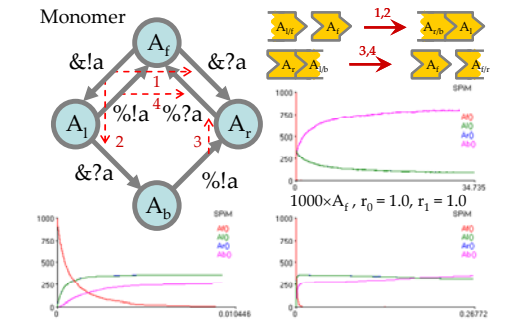 Monomer
A_f
&!a
&?a
1
4
%!a
%?a
A_l
2
3
A_r
&?a
%!a
A_b
A_l/f
A_f
1,2
A_r/b
A_l
A_r
A_l/b
3,4
A_f
A_f/r
SPiM
1000
750
500
250
0
Af()
Al()
Ar()
Ab()
34.735
1000×A_f , r_0 = 1.0, r_1 = 1.0
SPiM
1000
750
500
250
0
Af()
Al()
Ar()
Ab()
0
0.010446
SPiM
1000
750
500
250
0
Af()
Al()
Ar()
Ab()
0
0.26772